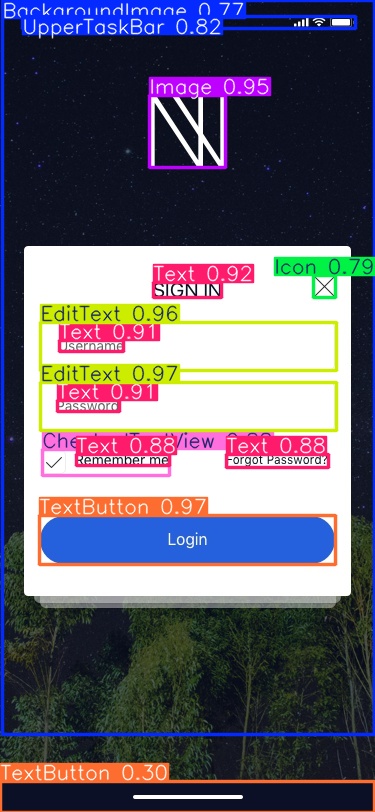 BackgroundImage 0.77
UpperTaskBar 0.82
Image 0.95
Icon 0.79
Text 0.92
SIGN IN
EditText 0.96
Text 0.91
Username
EditText 0.97
Text 0.91
Password
Text 0.88
Text 0.88
Remember me
Forgot Password?
TextButton 0.97
Login
TextButton 0.30